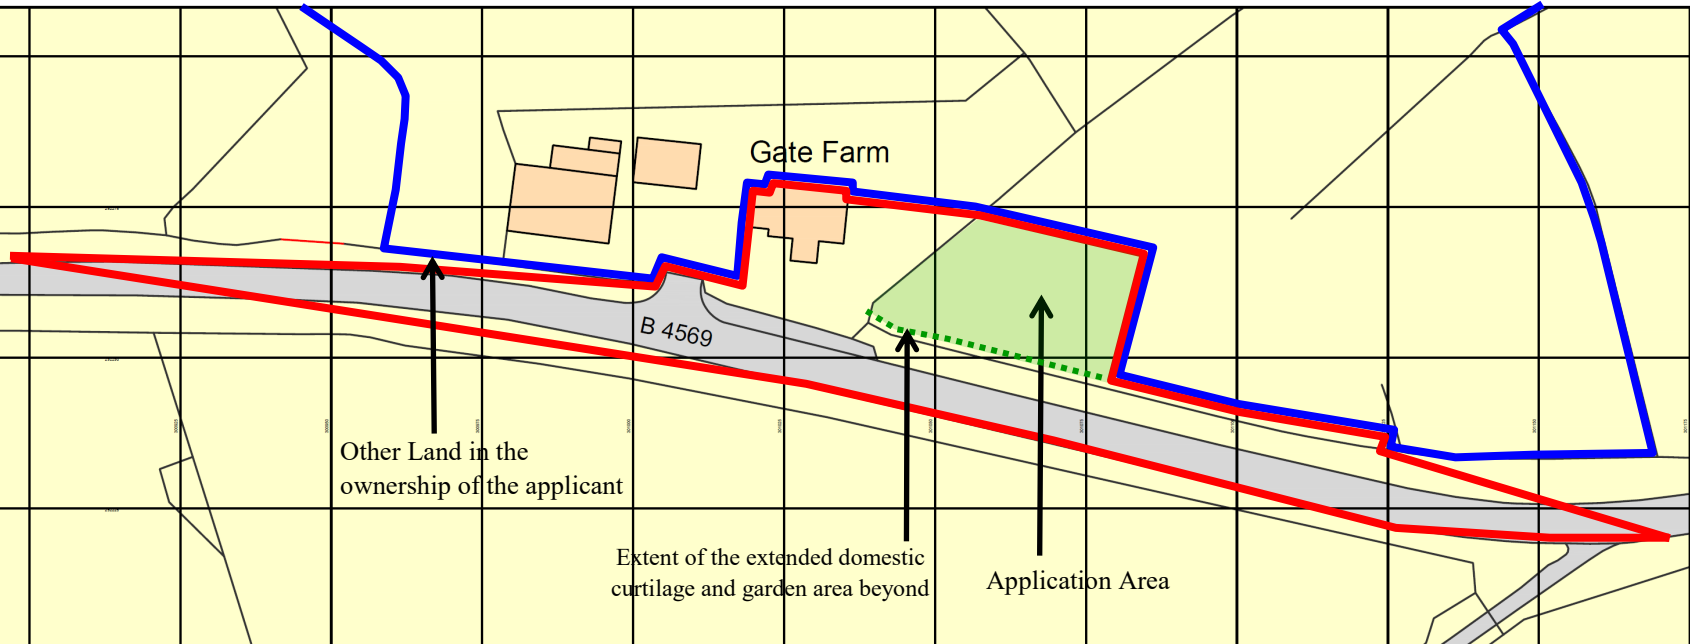 Gate Farm
B 4569
Other Land in the
ownership of the applicant
Extent of the extended domestic
curtilage and garden area beyond
Application Area